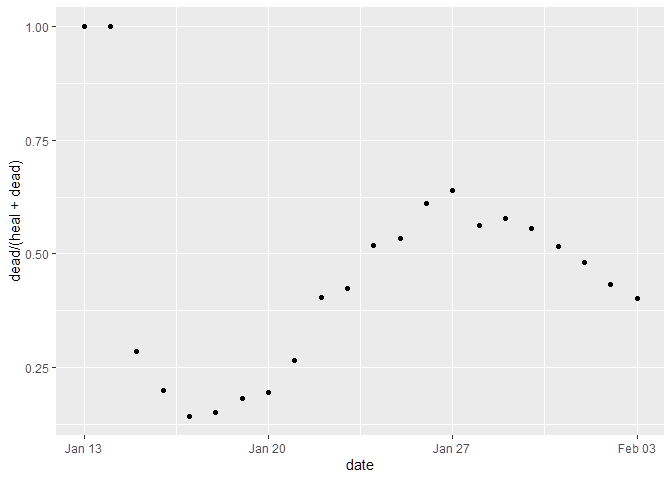 1.00
0.75
0.50
0.25
dead/(heal + dead)
Jan 13
Jan 20
Jan 27
Feb 03
date